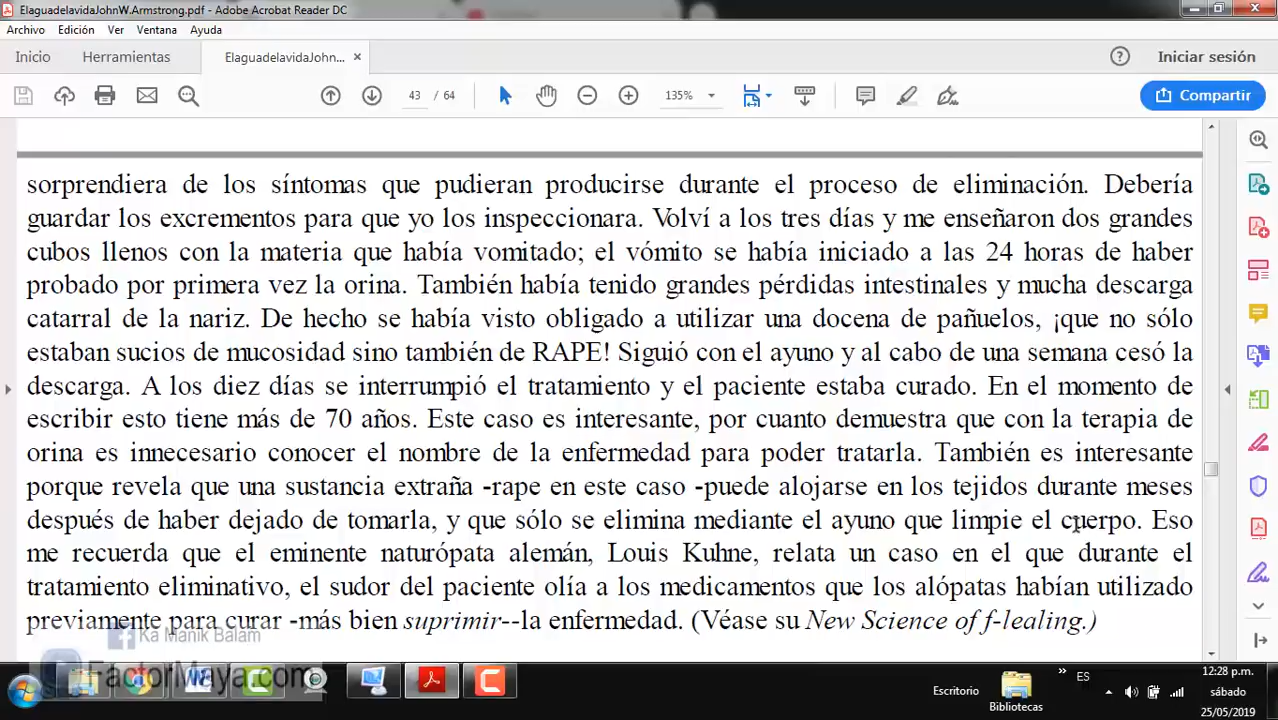 ElaguadelavidaJohnW.Armstrong.pdf - Adobe Acrobat Reader DC
Archivo Edición Ver Ventana Ayuda
Inicio Herramientas ElaguadelavidaJohn... × Iniciar sesión
43 / 64 135% Compartir
sorprendiera de los síntomas que pudieran producirse durante el proceso de eliminación. Debería
guardar los excrementos para que yo los inspeccionara. Volví a los tres días y me enseñaron dos grandes
cubos llenos con la materia que había vomitado; el vómito se había iniciado a las 24 horas de haber
probado por primera vez la orina. También había tenido grandes pérdidas intestinales y mucha descarga
catarral de la nariz. De hecho se había visto obligado a utilizar una docena de pañuelos, ¡que no sólo
estaban sucios de mucosidad sino también de RAPE! Siguió con el ayuno y al cabo de una semana cesó la
descarga. A los diez días se interrumpió el tratamiento y el paciente estaba curado. En el momento de
escribir esto tiene más de 70 años. Este caso es interesante, por cuanto demuestra que con la terapia de
orina es innecesario conocer el nombre de la enfermedad para poder tratarla. También es interesante
porque revela que una sustancia extraña -rape en este caso -puede alojarse en los tejidos durante meses
después de haber dejado de tomarla, y que sólo se elimina mediante el ayuno que limpie el cuerpo. Eso
me recuerda que el eminente naturópata alemán, Louis Kuhne, relata un caso en el que durante el
tratamiento eliminativo, el sudor del paciente olía a los medicamentos que los alópatas habían utilizado
previamente para curar -más bien suprimir--la enfermedad. (Véase su New Science of f-lealing.)
Ka Manik Balam
FactorMaya.com
Escritorio Bibliotecas » ES
12:28 p.m.
sábado
25/05/2019